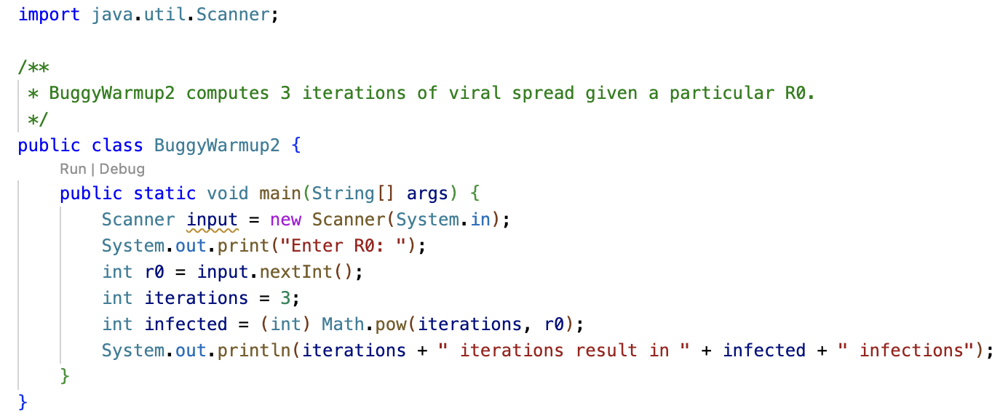 import java.util.Scanner;
/**
* BuggyWarmup2 computes 3 iterations of viral spread given a particular R0.
*/
public class BuggyWarmup2 {
Run | Debug
public static void main(String[] args) {
Scanner input = new Scanner(System.in);
System.out.print("Enter R0: ");
int r0 = input.nextInt();
int iterations = 3;
int infected = (int) Math.pow(iterations, r0);
System.out.println(iterations + " iterations result in " + infected + " infections");
}
}